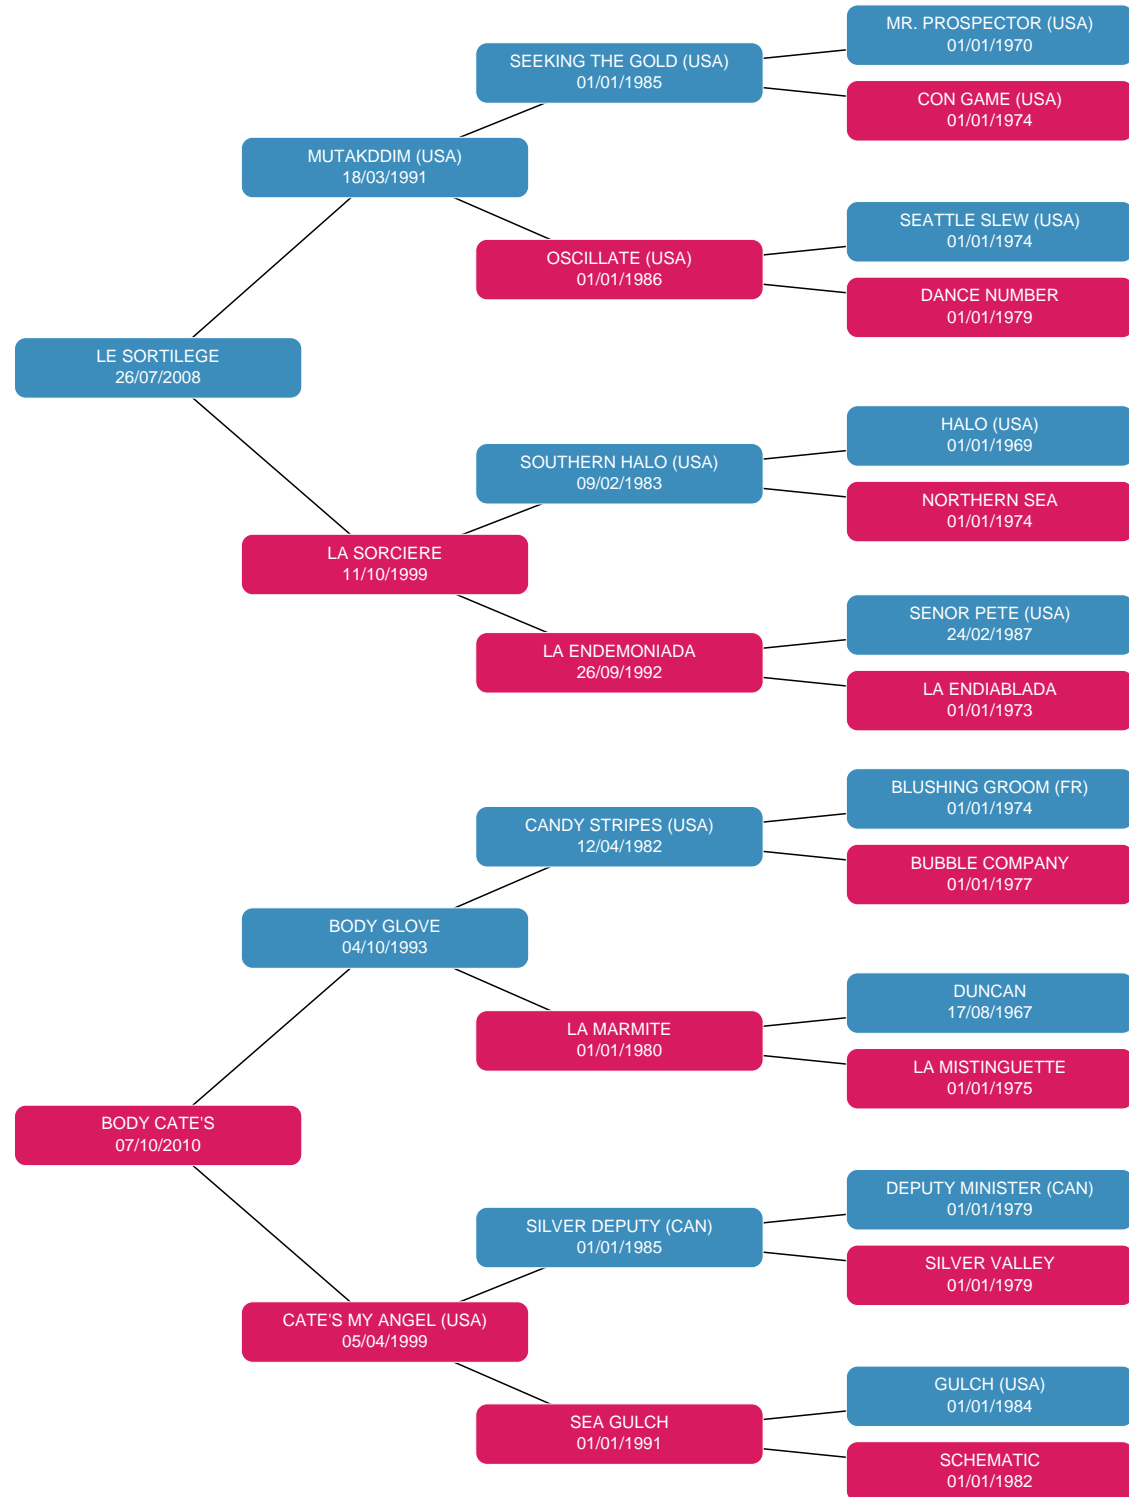 MR. PROSPECTOR (USA)
01/01/1970
SEEKING THE GOLD (USA)
01/01/1985
CON GAME (USA)
01/01/1974
MUTAKDDIM (USA)
18/03/1991
SEATTLE SLEW (USA)
01/01/1974
OSCILLATE (USA)
01/01/1986
DANCE NUMBER
01/01/1979
LE SORTILEGE
26/07/2008
HALO (USA)
01/01/1969
SOUTHERN HALO (USA)
09/02/1983
NORTHERN SEA
01/01/1974
LA SORCIERE
11/10/1999
SENOR PETE (USA)
24/02/1987
LA ENDEMONIADA
26/09/1992
LA ENDIABLADA
01/01/1973
BLUSHING GROOM (FR)
01/01/1974
CANDY STRIPES (USA)
12/04/1982
BUBBLE COMPANY
01/01/1977
BODY GLOVE
04/10/1993
DUNCAN
17/08/1967
LA MARMITE
01/01/1980
LA MISTINGUETTE
01/01/1975
BODY CATE'S
07/10/2010
DEPUTY MINISTER (CAN)
01/01/1979
SILVER DEPUTY (CAN)
01/01/1985
SILVER VALLEY
01/01/1979
CATE'S MY ANGEL (USA)
05/04/1999
GULCH (USA)
01/01/1984
SEA GULCH
01/01/1991
SCHEMATIC
01/01/1982